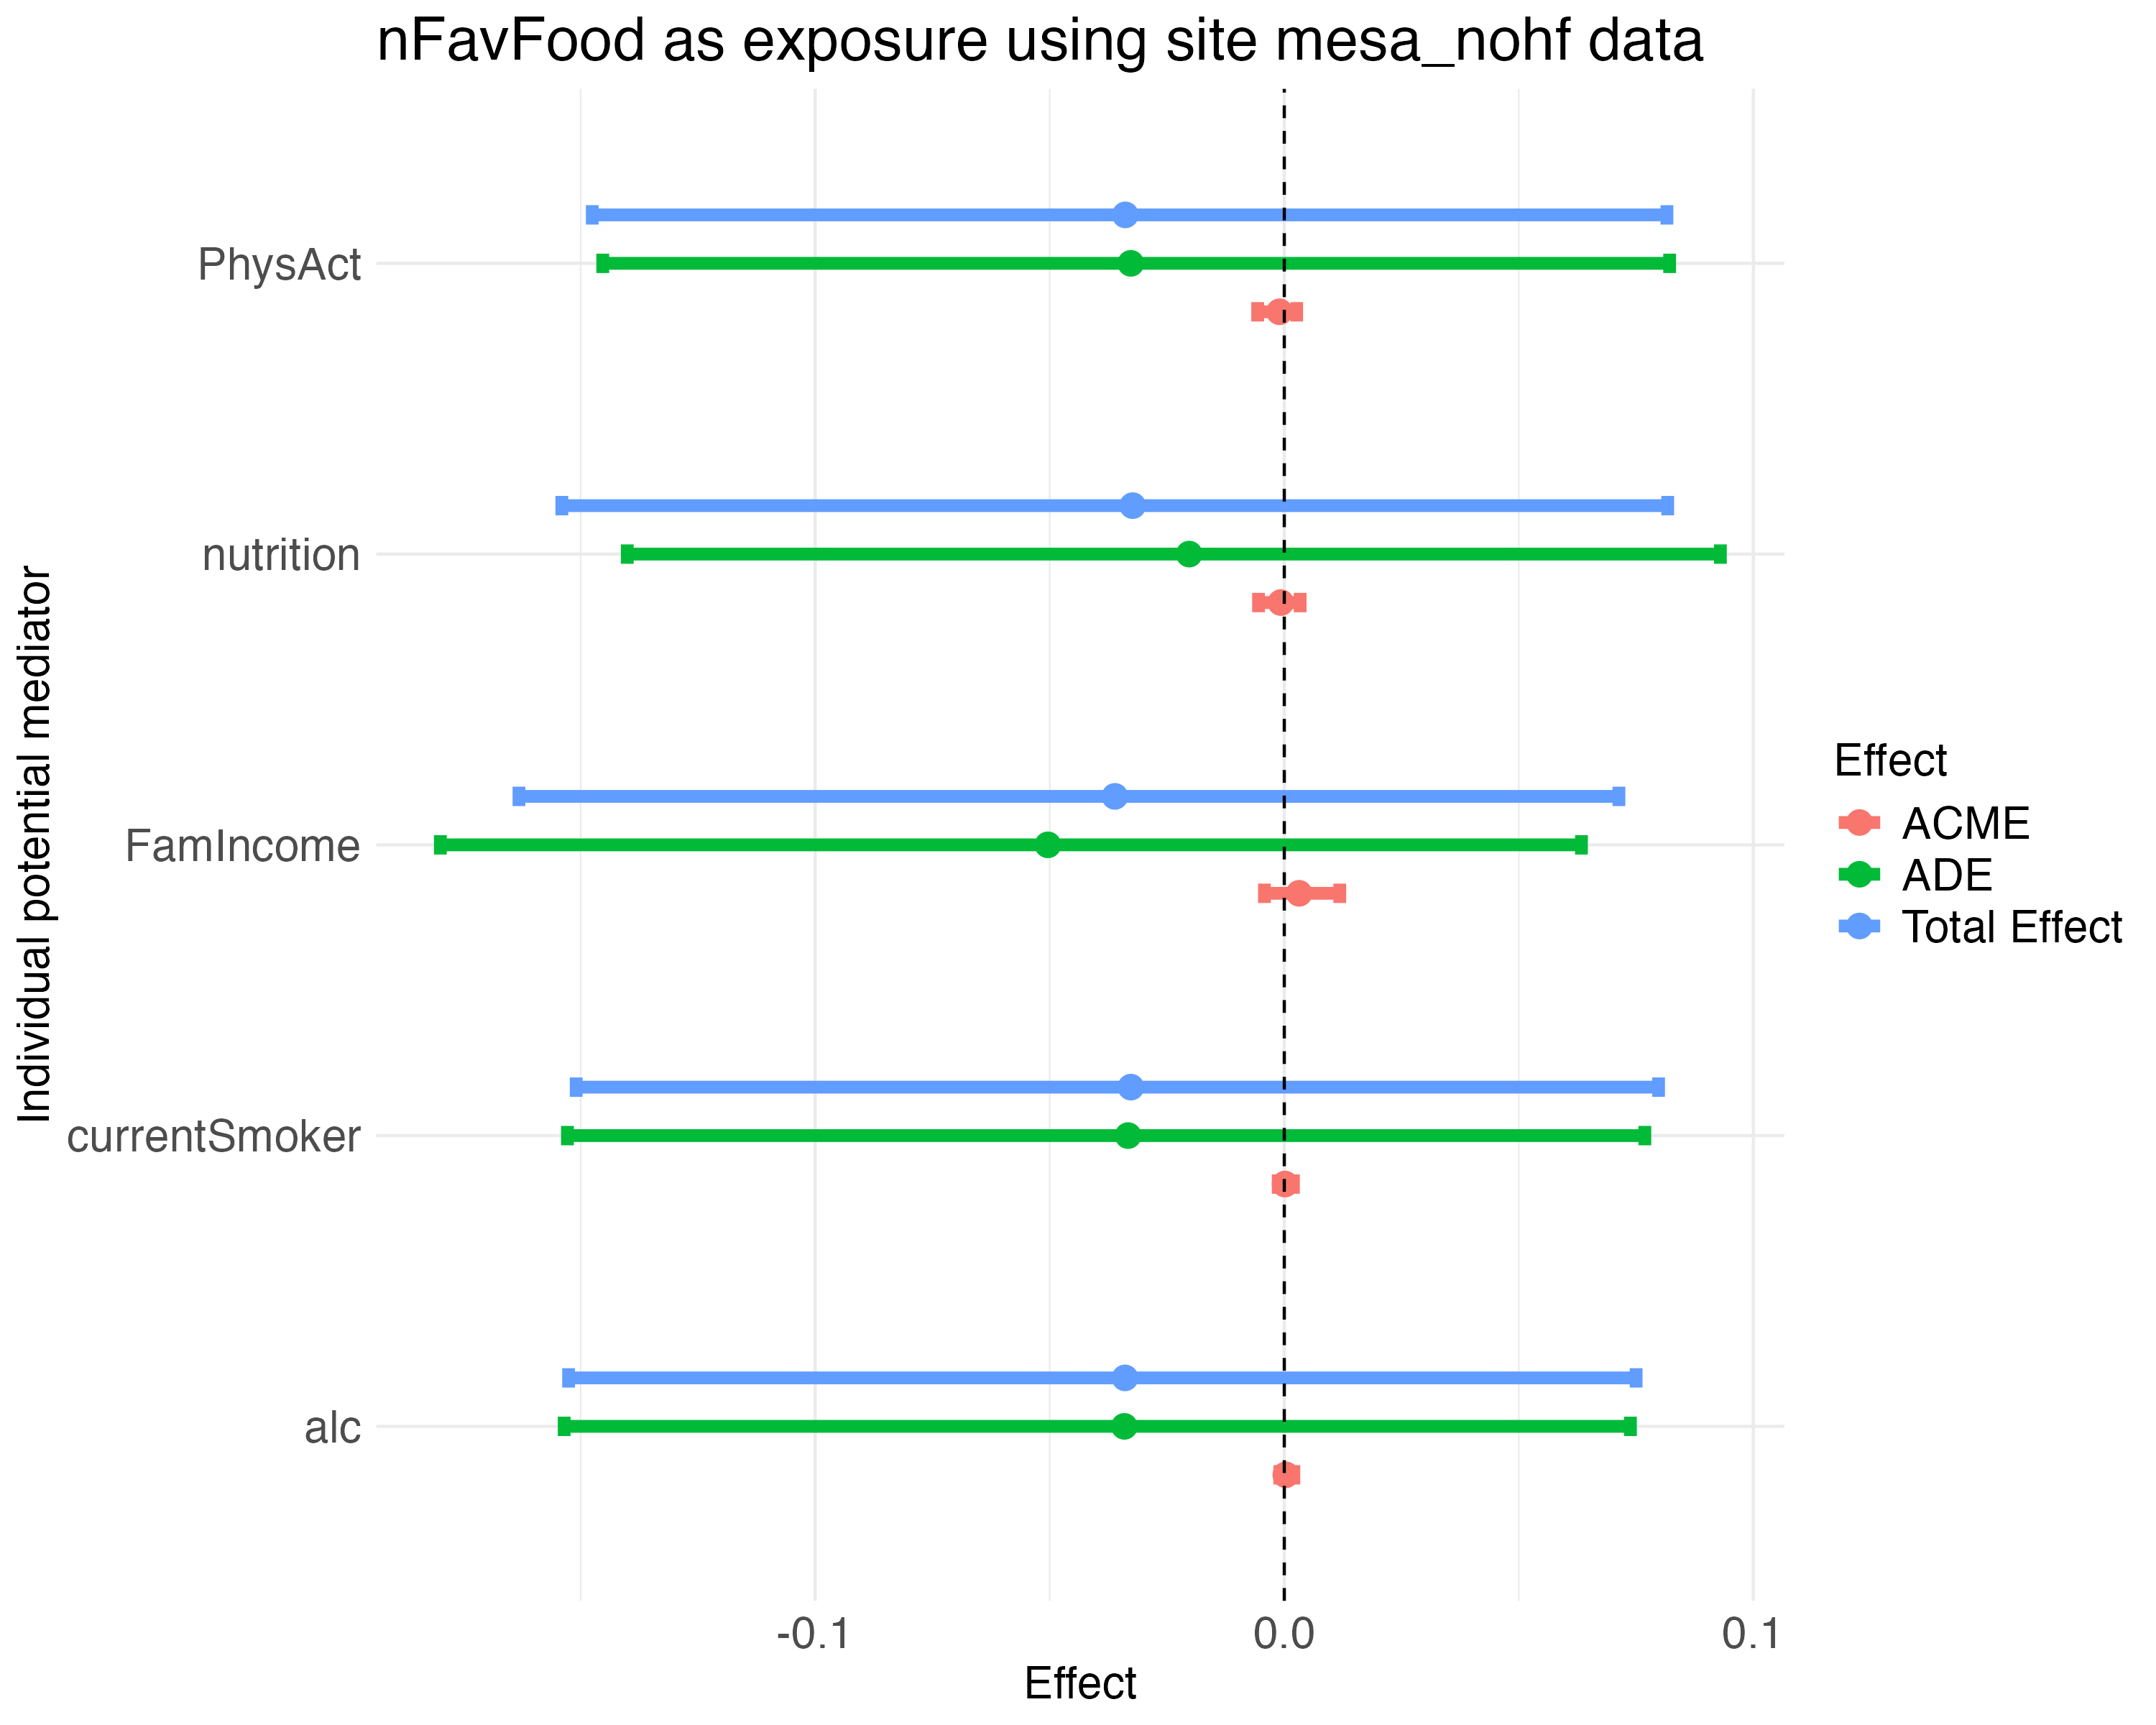 nFavFood as exposure using site mesa_nohf data
Individual potential mediator
PhysAct
nutrition
FamIncome
currentSmoker
alc
-0.1
0.0
0.1
Effect
Effect
ACME
ADE
Total Effect